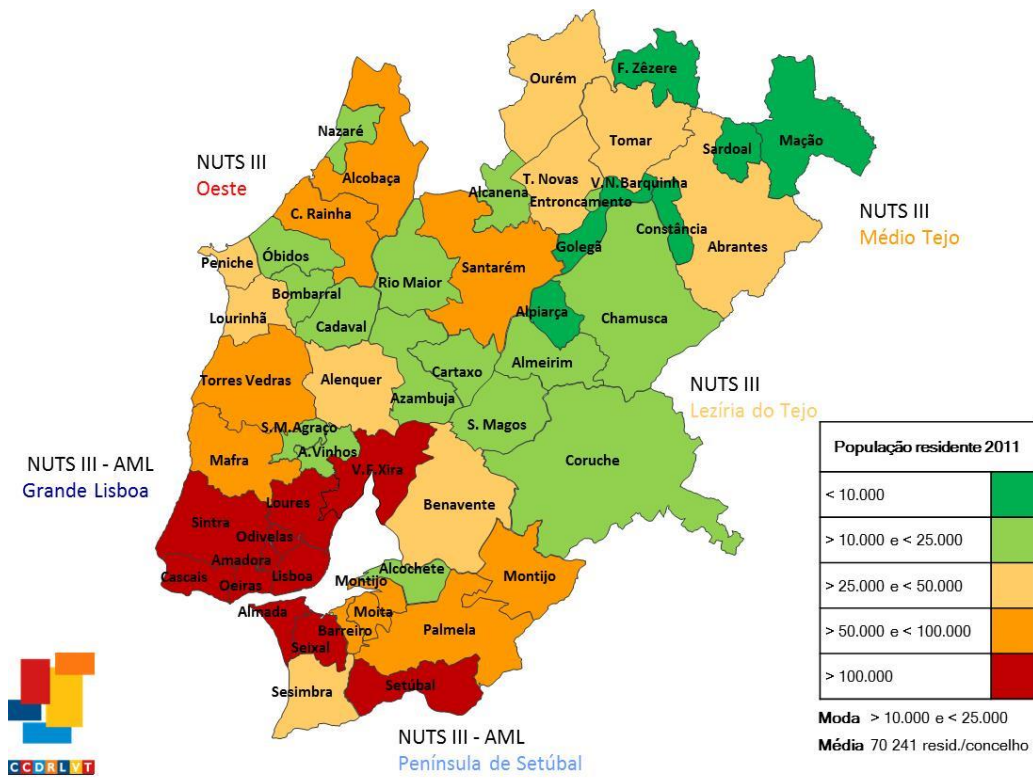 Ourém
F. Zêzere
Nazaré
Tomar
Sardoal
Mação
NUTS III
Oeste
Alcobaça
Alcanena
T. Novas
V.N.Barquinha
Entroncamento
C. Rainha
Constância
NUTS III
Médio Tejo
Golegã
Abrantes
Peniche
Óbidos
Santarém
Rio Maior
Bombarral
Lourinhã
Cadaval
Alpiarça
Chamusca
Almeirim
Torres Vedras
Alenquer
Cartaxo
Azambuja
NUTS III
Lezíria do Tejo
S.M.Agraço
S. Magos
A.Vinhos
Mafra
V.F.Xira
Coruche
NUTS III - AML
Grande Lisboa
Loures
Benavente
Sintra
Odivelas
Amadora
Cascais
Oeiras
Lisboa
Alcochete
Montijo
Montijo
Almada
Moita
Barreiro
Palmela
Seixal
Sesimbra
Setúbal
NUTS III - AML
Península de Setúbal
População residente 2011
< 10.000
> 10.000 e < 25.000
> 25.000 e < 50.000
> 50.000 e < 100.000
> 100.000
Moda > 10.000 e < 25.000
Média 70 241 resid./concelho
CCDRLVT